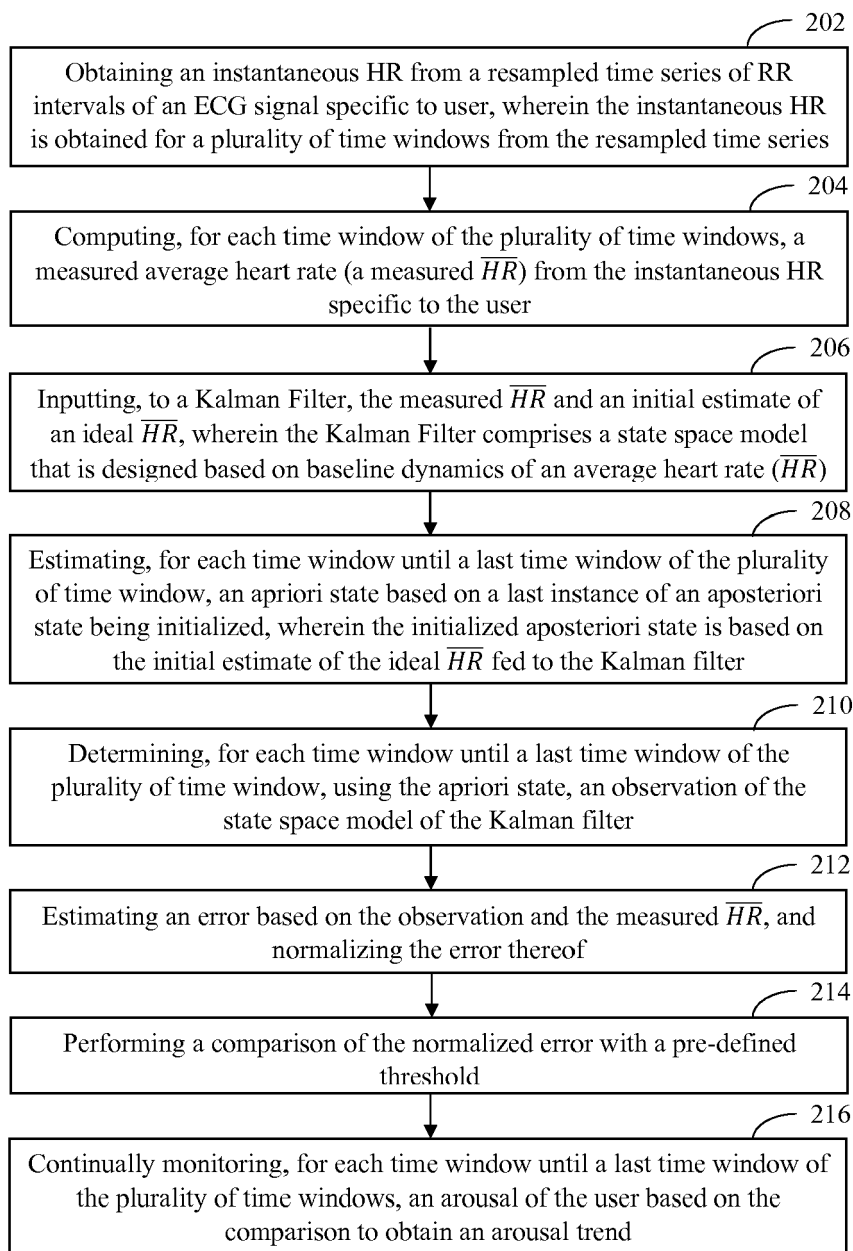 202
Obtaining an instantaneous HR from a resampled time series of RR
intervals of an ECG signal specific to user, wherein the instantaneous HR
is obtained for a plurality of time windows from the resampled time series
204
Computing, for each time window of the plurality of time windows, a
measured average heart rate (a measured H̅R̅) from the instantaneous HR
specific to the user
206
Inputting, to a Kalman Filter, the measured H̅R̅ and an initial estimate of
an ideal H̅R̅, wherein the Kalman Filter comprises a state space model
that is designed based on baseline dynamics of an average heart rate (H̅R̅)
208
Estimating, for each time window until a last time window of the plurality
of time window, an apriori state based on a last instance of an aposteriori
state being initialized, wherein the initialized aposteriori state is based on
the initial estimate of the ideal H̅R̅ fed to the Kalman filter
210
Determining, for each time window until a last time window of the
plurality of time window, using the apriori state, an observation of the
state space model of the Kalman filter
212
Estimating an error based on the observation and the measured H̅R̅, and
normalizing the error thereof
214
Performing a comparison of the normalized error with a pre-defined
threshold
216
Continually monitoring, for each time window until a last time window of
the plurality of time windows, an arousal of the user based on the
comparison to obtain an arousal trend